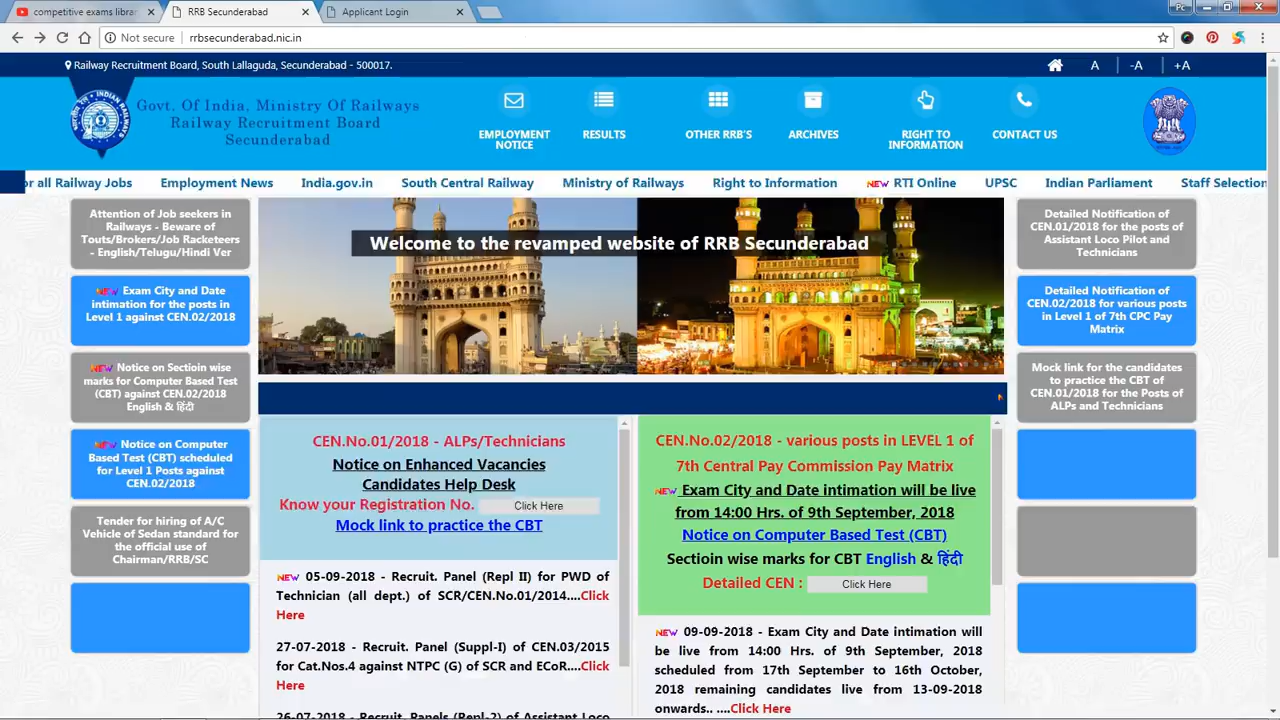 competitive exams librar
RRB Secunderabad
Applicant Login
Pc
Not secure
rrbsecunderabad.nic.in
Railway Recruitment Board, South Lallaguda, Secunderabad - 500017.
A
-A
+A
Govt. Of India, Ministry Of Railways
Railway Recruitment Board
Secunderabad
EMPLOYMENT
NOTICE
RESULTS
OTHER RRB'S
ARCHIVES
RIGHT TO
INFORMATION
CONTACT US
or all Railway Jobs
Employment News
India.gov.in
South Central Railway
Ministry of Railways
Right to Information
NEW RTI Online
UPSC
Indian Parliament
Staff Selection
Attention of Job seekers in
Railways - Beware of
Touts/Brokers/Job Racketeers
- English/Telugu/Hindi Ver
NEW Exam City and Date
intimation for the posts in
Level 1 against CEN.02/2018
NEW Notice on Sectioin wise
marks for Computer Based Test
(CBT) against CEN.02/2018
English & हिंदी
NEW Notice on Computer
Based Test (CBT) scheduled
for Level 1 Posts against
CEN.02/2018
Tender for hiring of A/C
Vehicle of Sedan standard for
the official use of
Chairman/RRB/SC
Welcome to the revamped website of RRB Secunderabad
CEN.No.01/2018 - ALPs/Technicians
Notice on Enhanced Vacancies
Candidates Help Desk
Know your Registration No. Click Here
Mock link to practice the CBT
NEW 05-09-2018 - Recruit. Panel (Repl II) for PWD of
Technician (all dept.) of SCR/CEN.No.01/2014....Click
Here
27-07-2018 - Recruit. Panel (Suppl-I) of CEN.03/2015
for Cat.Nos.4 against NTPC (G) of SCR and ECoR....Click
Here
26-07-2018 - Recruit. Panels (Repl-2) of Assistant Loco
CEN.No.02/2018 - various posts in LEVEL 1 of
7th Central Pay Commission Pay Matrix
NEW Exam City and Date intimation will be live
from 14:00 Hrs. of 9th September, 2018
Notice on Computer Based Test (CBT)
Sectioin wise marks for CBT English & हिंदी
Detailed CEN : Click Here
NEW 09-09-2018 - Exam City and Date intimation will
be live from 14:00 Hrs. of 9th September, 2018
scheduled from 17th September to 16th October,
2018 remaining candidates live from 13-09-2018
onwards.. ....Click Here
Detailed Notification of
CEN.01/2018 for the posts of
Assistant Loco Pilot and
Technicians
Detailed Notification of
CEN.02/2018 for various posts
in Level 1 of 7th CPC Pay
Matrix
Mock link for the candidates
to practice the CBT of
CEN.01/2018 for the Posts of
ALPs and Technicians